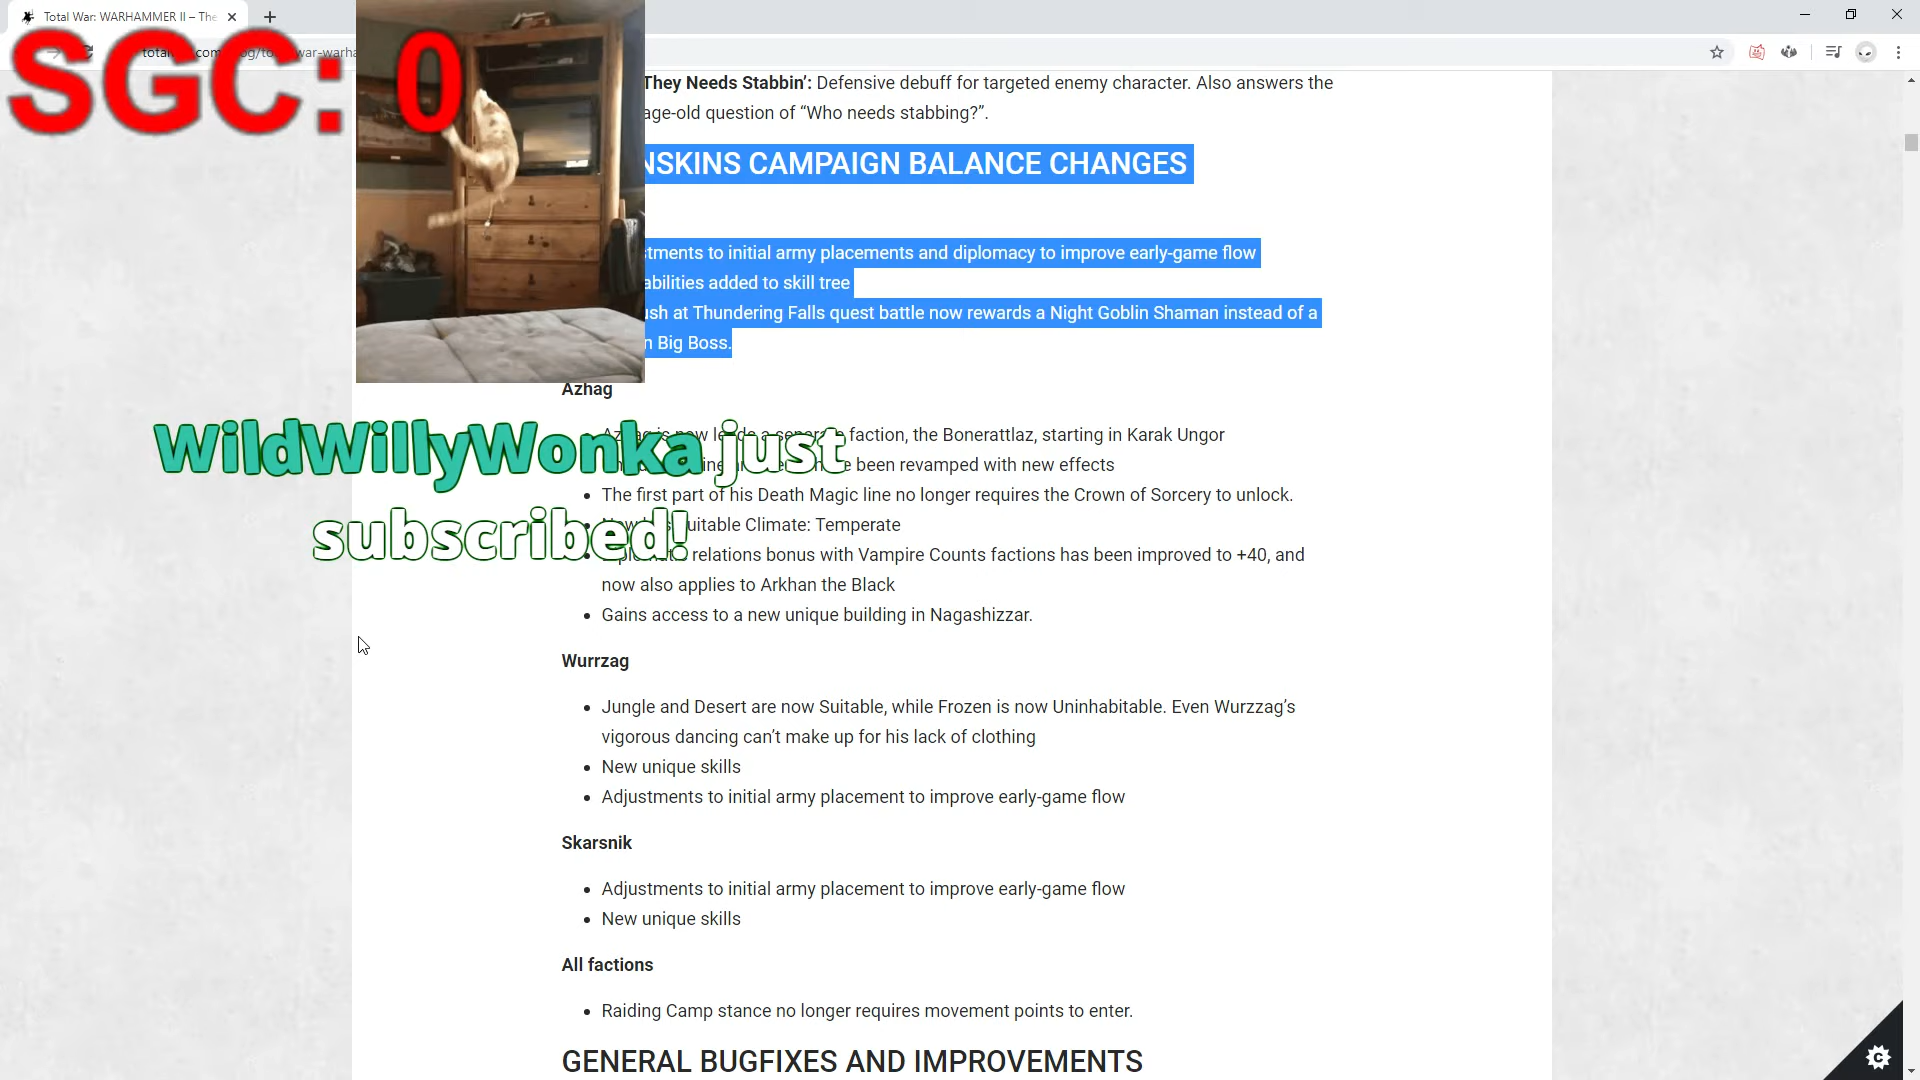 Total War: WARHAMMER II – The
SGC: 0
They Needs Stabbin’: Defensive debuff for targeted enemy character. Also answers the
age-old question of “Who needs stabbing?”.
NSKINS CAMPAIGN BALANCE CHANGES
stments to initial army placements and diplomacy to improve early-game flow
abilities added to skill tree
ush at Thundering Falls quest battle now rewards a Night Goblin Shaman instead of a
n Big Boss.
Azhag
faction, the Bonerattlaz, starting in Karak Ungor
WildWillyWonka just
been revamped with new effects
The first part of his Death Magic line no longer requires the Crown of Sorcery to unlock.
Climate: Temperate
subscribed!
relations bonus with Vampire Counts factions has been improved to +40, and
now also applies to Arkhan the Black
Gains access to a new unique building in Nagashizzar.
Wurrzag
Jungle and Desert are now Suitable, while Frozen is now Uninhabitable. Even Wurzzag’s
vigorous dancing can’t make up for his lack of clothing
New unique skills
Adjustments to initial army placement to improve early-game flow
Skarsnik
Adjustments to initial army placement to improve early-game flow
New unique skills
All factions
Raiding Camp stance no longer requires movement points to enter.
GENERAL BUGFIXES AND IMPROVEMENTS